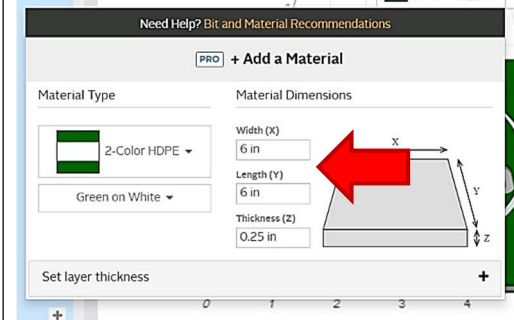 Need Help? Bit and Material Recommendations
PRO + Add a Material
Material Type
Material Dimensions
Width (X)
6 in
2-Color HDPE
Length (Y)
6 in
Green on White
Thickness (Z)
0.25 in
X
Y
Z
Set layer thickness +
0 1 2 3 4